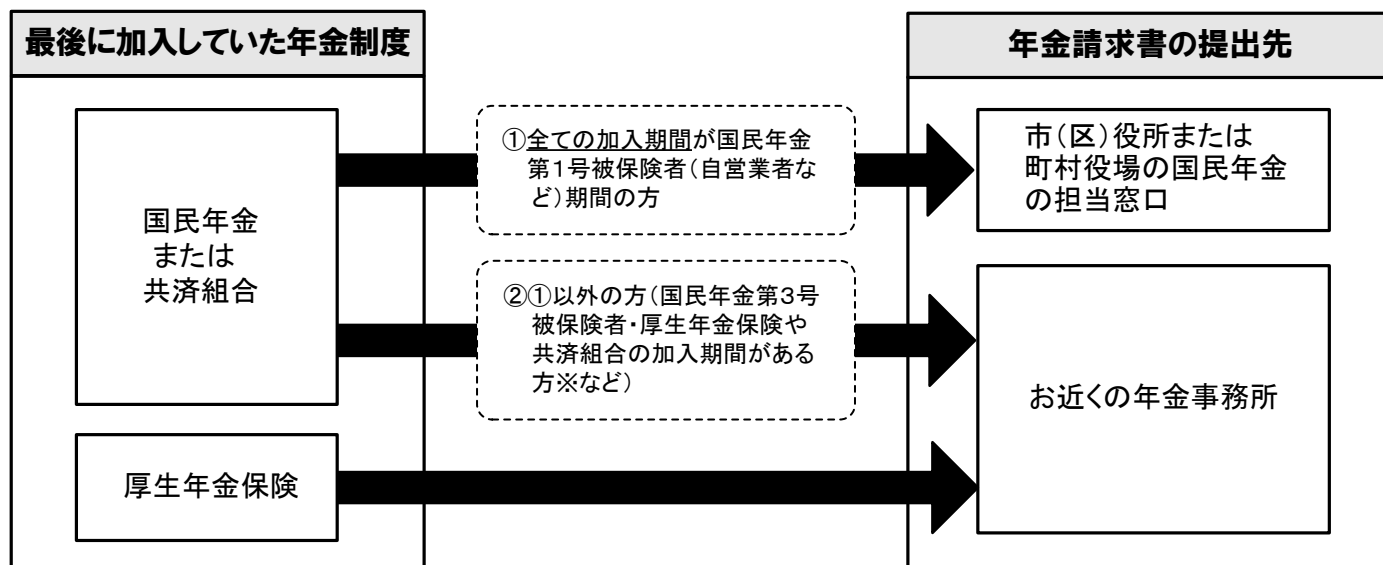 最後に加入していた年金制度
年金請求書の提出先
国民年金
または
共済組合
①全ての加入期間が国民年金
第1号被保険者(自営業者な
ど)期間の方
市(区)役所または
町村役場の国民年金
の担当窓口
②①以外の方(国民年金第3号
被保険者・厚生年金保険や
共済組合の加入期間がある
方※など)
お近くの年金事務所
厚生年金保険